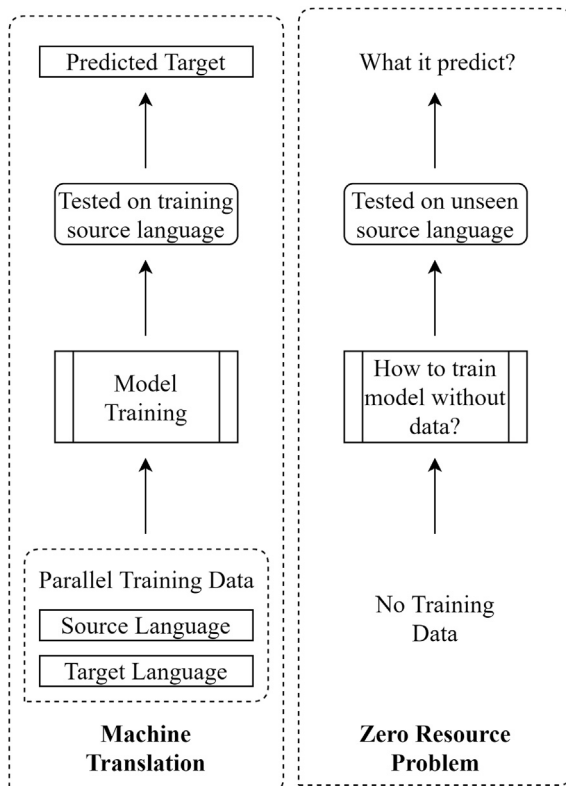 Predicted Target
Tested on training
source language
Model
Training
Parallel Training Data
Source Language
Target Language
Machine
Translation
What it predict?
Tested on unseen
source language
How to train
model without
data?
No Training
Data
Zero Resource
Problem